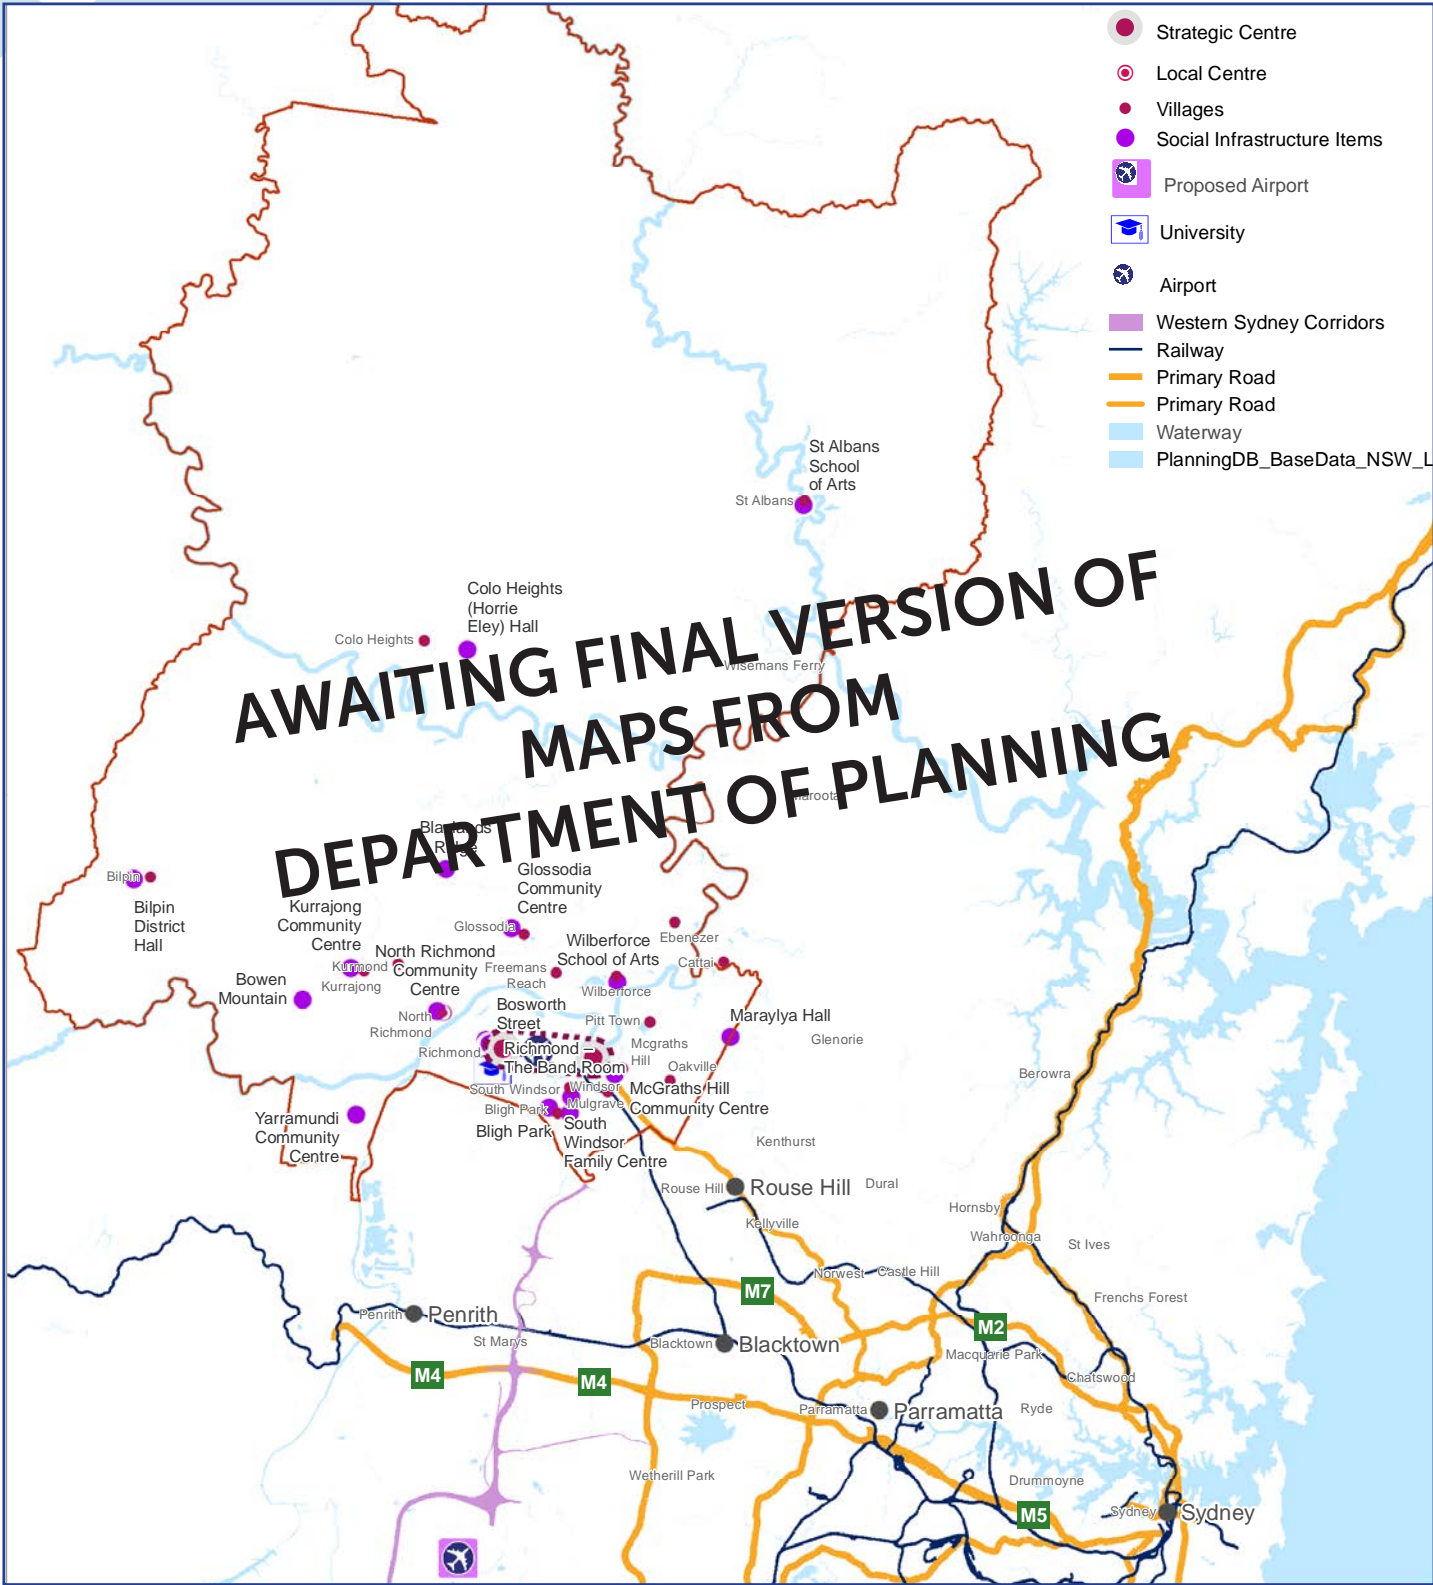 Strategic Centre
Local Centre
Villages
Social Infrastructure Items
Proposed Airport
University
Airport
Western Sydney Corridors
Railway
Primary Road
Primary Road
Waterway
PlanningDB_BaseData_NSW_L
St Albans
School
of Arts
St Albans
Colo Heights
(Horrie
Eley) Hall
Colo Heights
AWAITING FINAL VERSION OF
MAPS FROM
DEPARTMENT OF PLANNING
Wisemans Ferry
Maroota
Bilpin
Bilpin
District
Hall
Glossodia
Community
Centre
Glossodia
Kurrajong
Community
Centre
Kurmond
Kurrajong
North Richmond
Community
Centre
Bowen
Mountain
Freemans
Reach
Wilberforce
School of Arts
Wilberforce
Ebenezer
Cattai
North
Richmond
Bosworth
Street
Pitt Town
Maraylya Hall
Glenorie
Richmond
Richmond –
The Band Room
Mcgraths
Hill
Oakville
Berowra
South Windsor
Windsor
Mulgrave
McGraths Hill
Community Centre
Bligh Park
Bligh Park
South
Windsor
Family Centre
Yarramundi
Community
Centre
Kenthurst
Rouse Hill
Rouse Hill
Dural
Kellyville
Hornsby
Wahroonga
St Ives
Norwest
Castle Hill
M7
Frenchs Forest
Penrith
Penrith
St Marys
Blacktown
Blacktown
M2
Macquarie Park
Chatswood
M4
M4
Prospect
Parramatta
Parramatta
Ryde
Wetherill Park
Drummoyne
M5
Sydney
Sydney